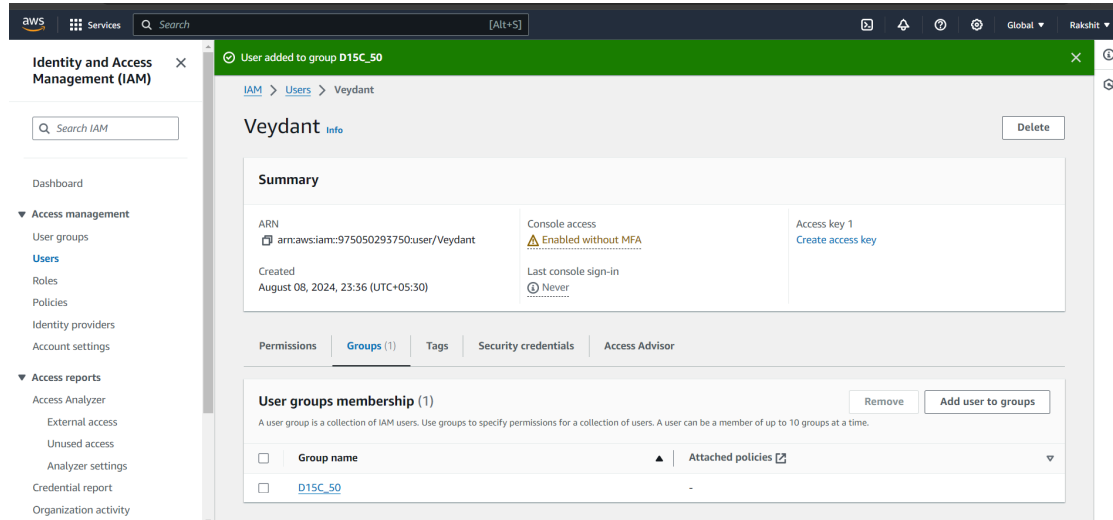 aws Services Search [Alt+S] Global ▼ Rakshit ▼
Identity and Access Management (IAM)
Search IAM
Dashboard
Access management
User groups
Users
Roles
Policies
Identity providers
Account settings
Access reports
Access Analyzer
External access
Unused access
Analyzer settings
Credential report
Organization activity
User added to group D15C_50
IAM > Users > Veydant
Veydant Info
Delete
Summary
ARN
arn:aws:iam::975050293750:user/Veydant
Created
August 08, 2024, 23:36 (UTC+05:30)
Console access
Enabled without MFA
Last console sign-in
Never
Access key 1
Create access key
Permissions Groups (1) Tags Security credentials Access Advisor
User groups membership (1)
Remove Add user to groups
A user group is a collection of IAM users. Use groups to specify permissions for a collection of users. A user can be a member of up to 10 groups at a time.
Group name Attached policies
D15C_50 -